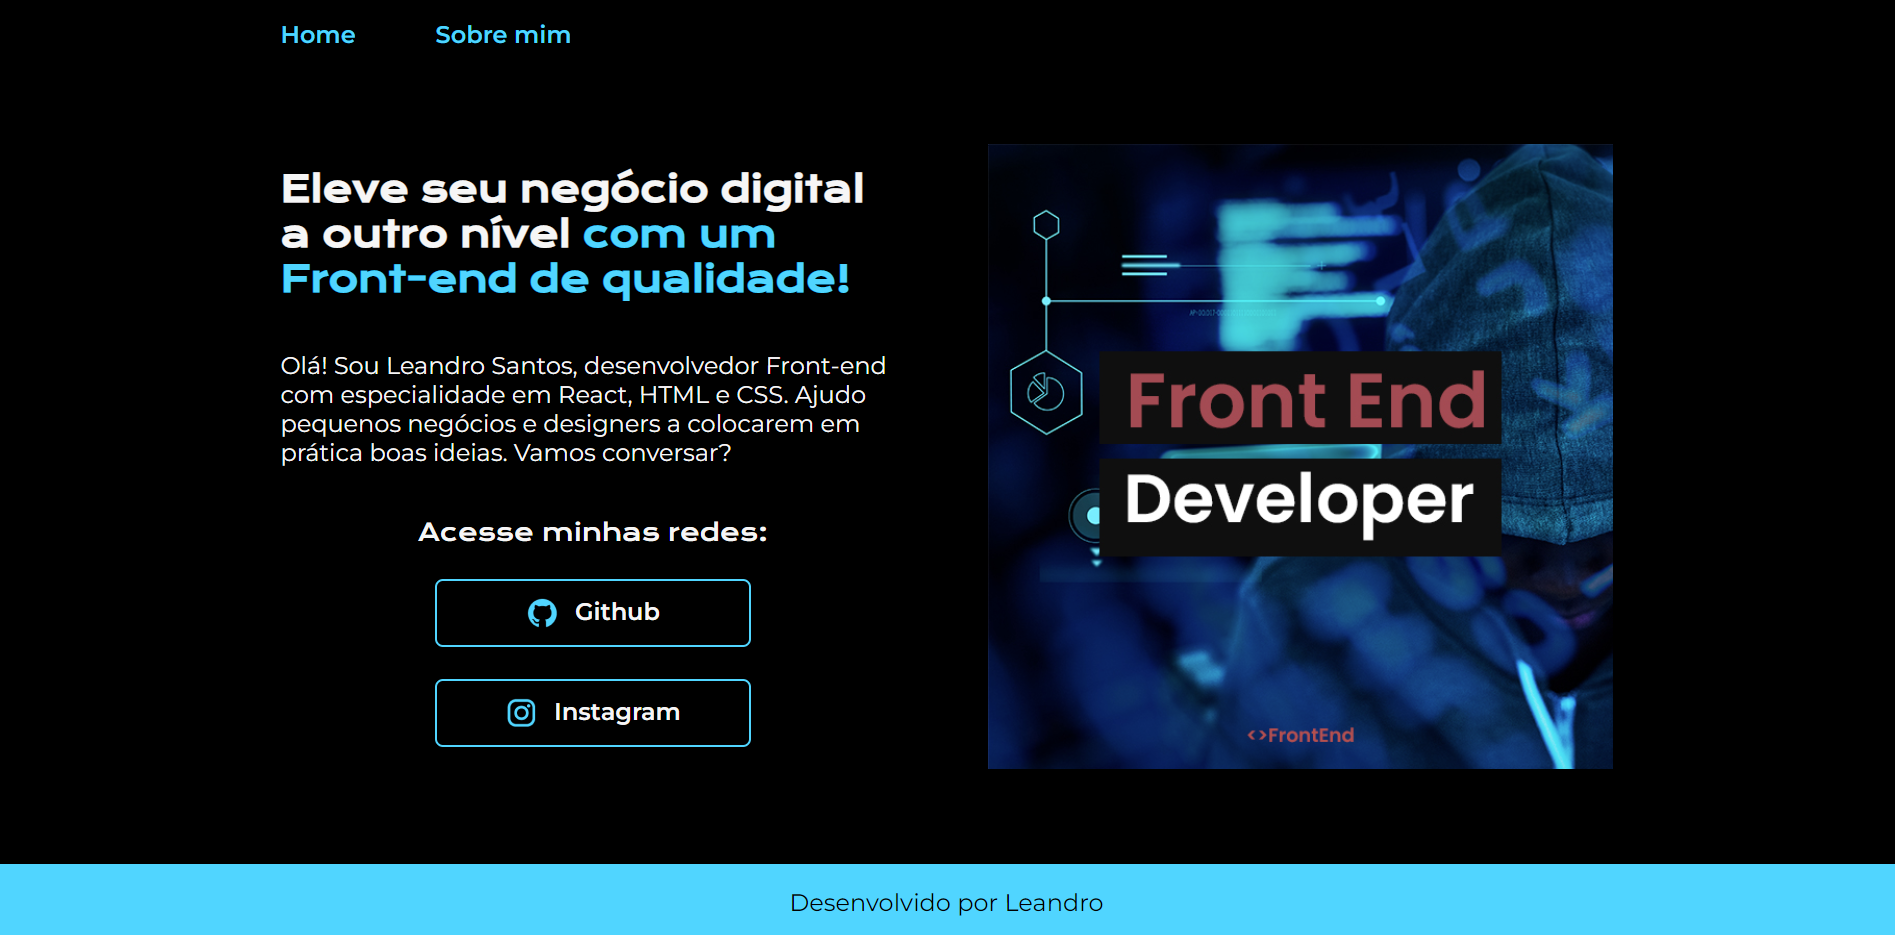 Home Sobre mim
Eleve seu negócio digital
a outro nível com um
Front-end de qualidade!
Olá! Sou Leandro Santos, desenvolvedor Front-end
com especialidade em React, HTML e CSS. Ajudo
pequenos negócios e designers a colocarem em
prática boas ideias. Vamos conversar?
Acesse minhas redes:
Github
Instagram
Front End
Developer
<>FrontEnd
Desenvolvido por Leandro